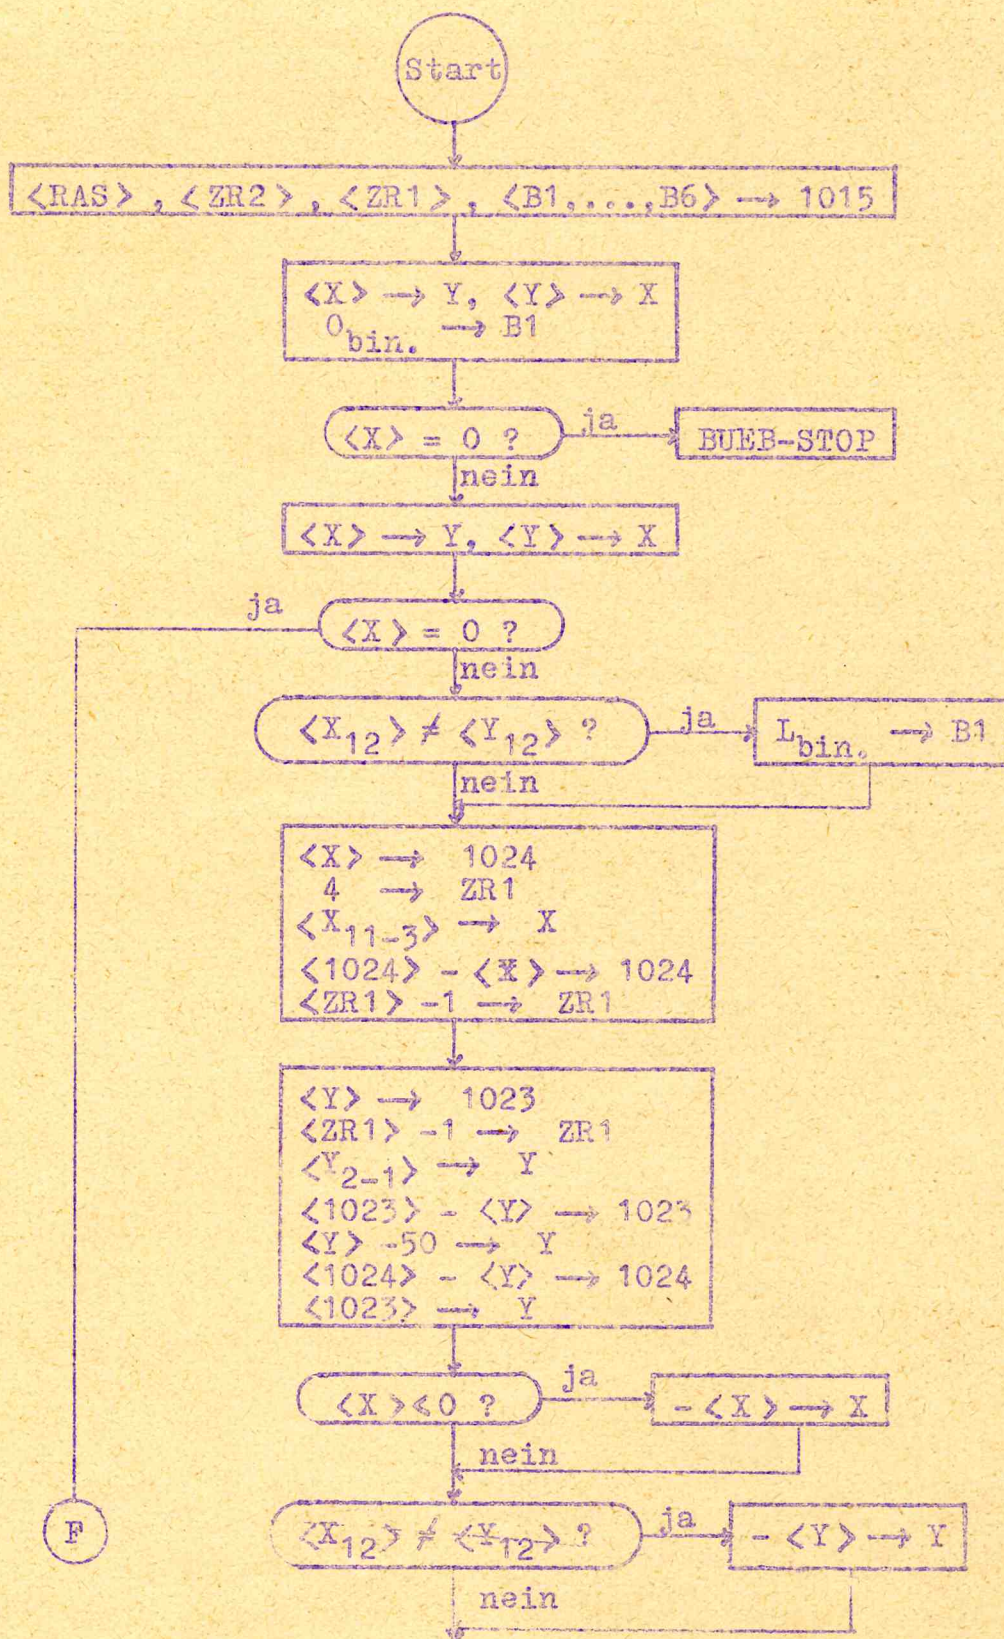 Start
<RAS>, <ZR2>, <ZR1>, <B1,....,B6> → 1015
<X> → Y, <Y> → X
0bin. → B1
<X> = 0 ?
ja
BUEB-STOP
nein
<X> → Y, <Y> → X
ja
<X> = 0 ?
nein
<X12> ≠ <Y12> ?
ja
Lbin. → B1
nein
<X> → 1024
4 → ZR1
<X11-3> → X
<1024> - <X> → 1024
<ZR1> -1 → ZR1
<Y> → 1023
<ZR1> -1 → ZR1
<Y2-1> → Y
<1023> - <Y> → 1023
<Y> -50 → Y
<1024> - <Y> → 1024
<1023> → Y
<X> < 0 ?
ja
- <X> → X
nein
F
<X12> ≠ <Y12> ?
ja
- <Y> → Y
nein